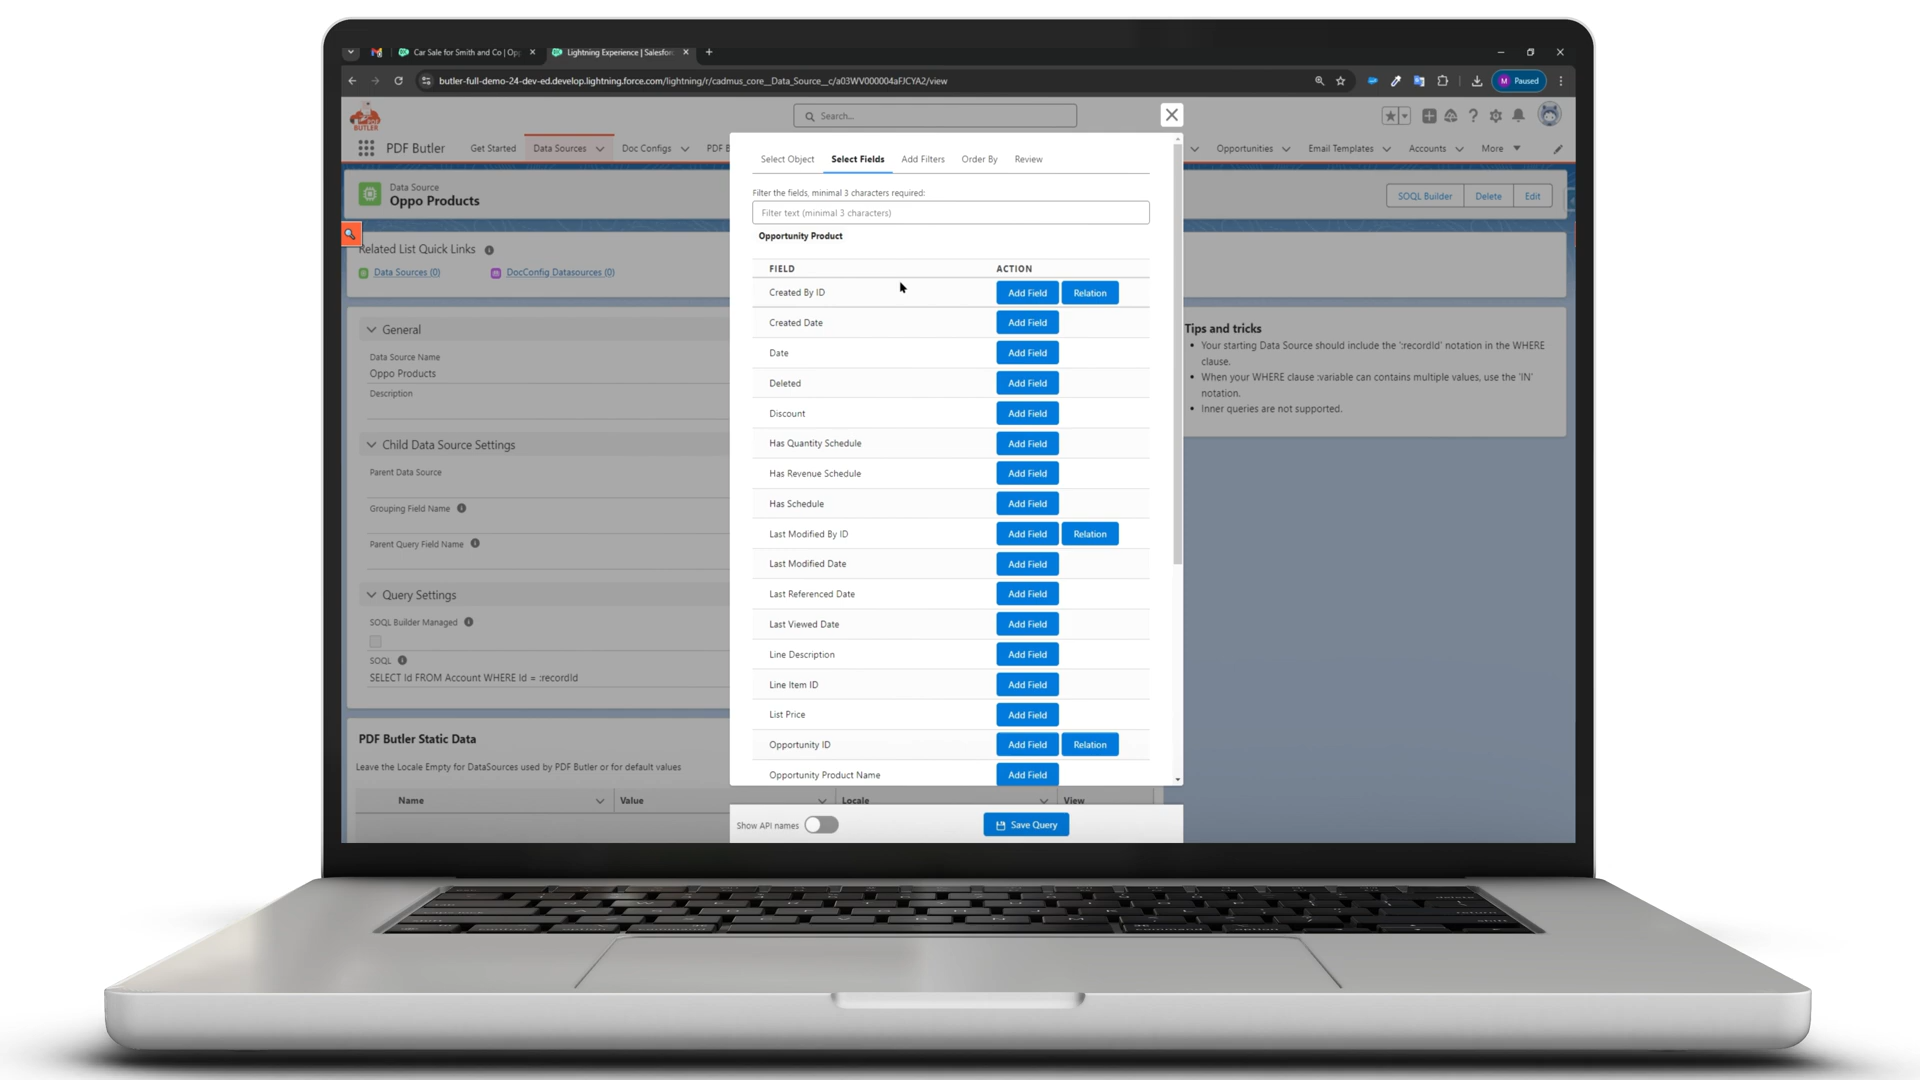 Car Sale for Smith and Co | Op
Lightning Experience | Salesfor
butler-full-demo-24-dev-ed.develop.lightning.force.com/lightning/r/cadmus_core__Data_Source__c/a03WV000004aFJCYA2/view
M Paused
BUTLER
Search...
PDF Butler
Get Started
Data Sources
Doc Configs
PDF B
Opportunities
Email Templates
Accounts
More
Data Source
Oppo Products
SOQL Builder
Delete
Edit
Related List Quick Links
Data Sources (0)
DocConfig Datasources (0)
General
Data Source Name
Oppo Products
Description
Child Data Source Settings
Parent Data Source
Grouping Field Name
Parent Query Field Name
Query Settings
SOQL Builder Managed
SOQL
SELECT Id FROM Account WHERE Id = :recordId
PDF Butler Static Data
Leave the Locale Empty for DataSources used by PDF Butler or for default values
Name
Value
Locale
View
Select Object
Select Fields
Add Filters
Order By
Review
Filter the fields, minimal 3 characters required:
Filter text (minimal 3 characters)
Opportunity Product
FIELD ACTION
Created By ID Add Field Relation
Created Date Add Field
Date Add Field
Deleted Add Field
Discount Add Field
Has Quantity Schedule Add Field
Has Revenue Schedule Add Field
Has Schedule Add Field
Last Modified By ID Add Field Relation
Last Modified Date Add Field
Last Referenced Date Add Field
Last Viewed Date Add Field
Line Description Add Field
Line Item ID Add Field
List Price Add Field
Opportunity ID Add Field Relation
Opportunity Product Name Add Field
Show API names
Save Query
Tips and tricks
Your starting Data Source should include the ':recordId' notation in the WHERE
clause.
When your WHERE clause :variable can contains multiple values, use the 'IN'
notation.
Inner queries are not supported.